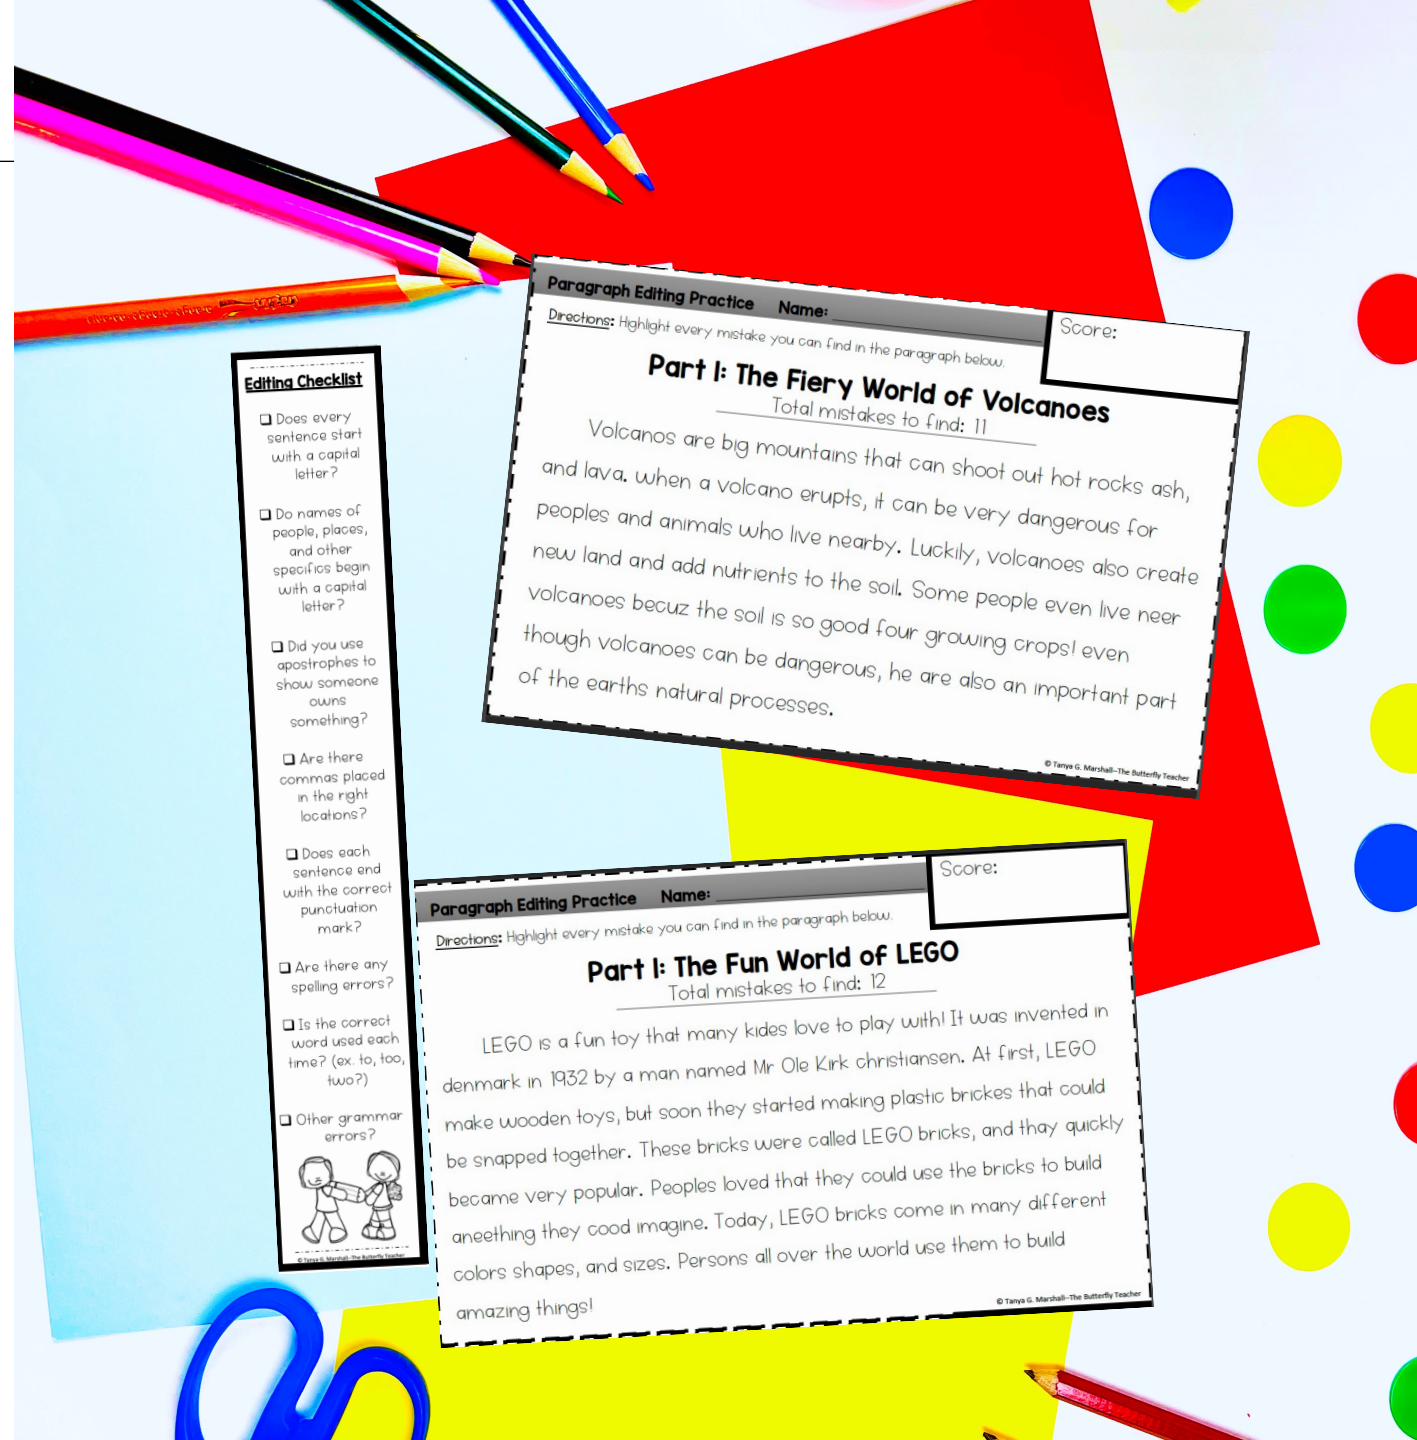 Editing Checklist
Does every
sentence start
with a capital
letter?
Do names of
people, places,
and other
specifics begin
with a capital
letter?
Did you use
apostrophes to
show someone
owns
something?
Are there
commas placed
in the right
locations?
Does each
sentence end
with the correct
punctuation
mark?
Are there any
spelling errors?
Is the correct
word used each
time? (ex. to, too,
two?)
Other grammar
errors?
© Tanya G. Marshall--The Butterfly Teacher
Paragraph Editing Practice Name:
Score:
Directions: Highlight every mistake you can find in the paragraph below.
Part 1: The Fiery World of Volcanoes
Total mistakes to find: 11
Volcanos are big mountains that can shoot out hot rocks ash,
and lava. when a volcano erupts, it can be very dangerous for
peoples and animals who live nearby. Luckily, volcanoes also create
new land and add nutrients to the soil. Some people even live neer
volcanoes becuz the soil is so good four growing crops! even
though volcanoes can be dangerous, he are also an important part
of the earths natural processes.
© Tanya G. Marshall--The Butterfly Teacher
Paragraph Editing Practice Name:
Score:
Directions: Highlight every mistake you can find in the paragraph below.
Part 1: The Fun World of LEGO
Total mistakes to find: 12
LEGO is a fun toy that many kides love to play with! It was invented in
denmark in 1932 by a man named Mr Ole Kirk christiansen. At first, LEGO
make wooden toys, but soon they started making plastic brickes that could
be snapped together. These bricks were called LEGO bricks, and thay quickly
became very popular. Peoples loved that they could use the bricks to build
aneething they cood imagine. Today, LEGO bricks come in many different
colors shapes, and sizes. Persons all over the world use them to build
amazing things!
© Tanya G. Marshall--The Butterfly Teacher